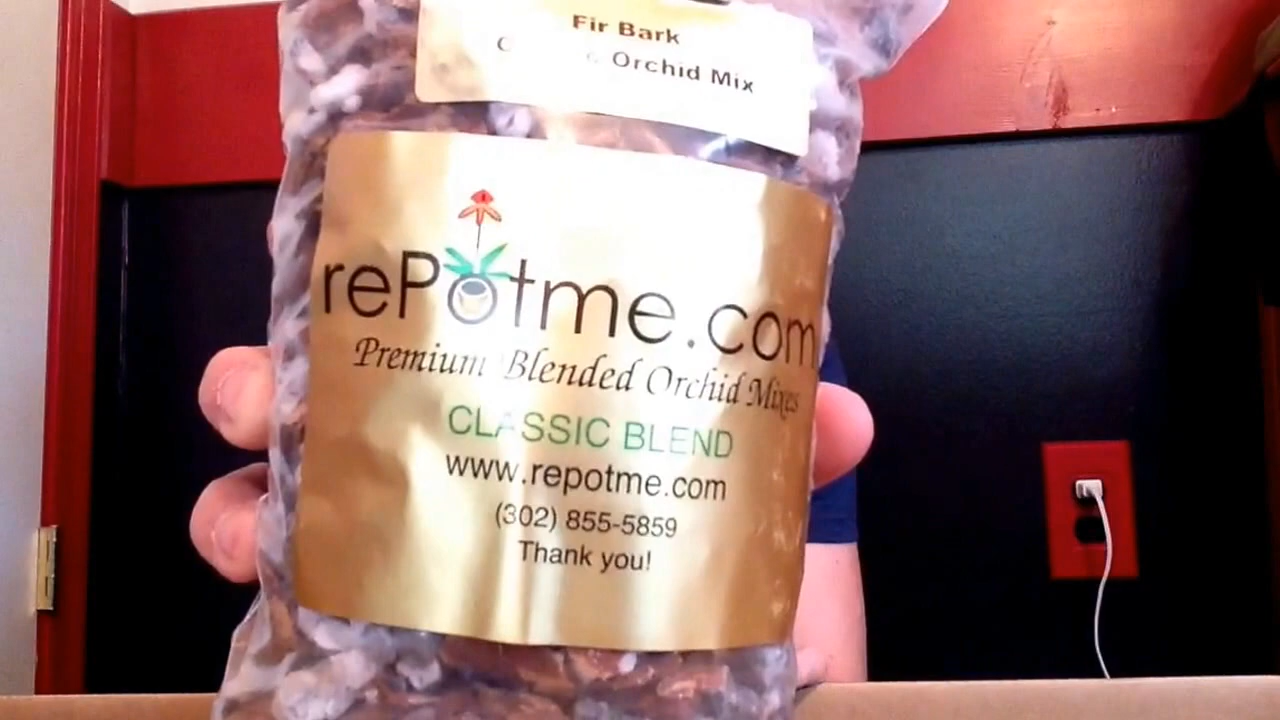 Fir Bark
Orchid Mix
rePotme.com
Premium Blended Orchid Mixes
CLASSIC BLEND
www.repotme.com
(302) 855-5859
Thank you!